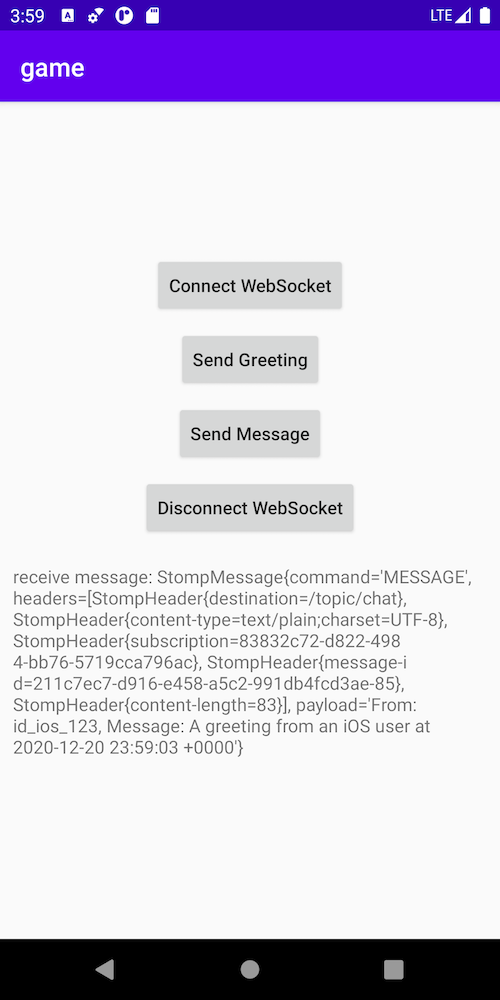 3:59
LTE
game
Connect WebSocket
Send Greeting
Send Message
Disconnect WebSocket
receive message: StompMessage{command='MESSAGE',
headers=[StompHeader{destination=/topic/chat},
StompHeader{content-type=text/plain;charset=UTF-8},
StompHeader{subscription=83832c72-d822-498
4-bb76-5719cca796ac}, StompHeader{message-i
d=211c7ec7-d916-e458-a5c2-991db4fcd3ae-85},
StompHeader{content-length=83}], payload='From:
id_ios_123, Message: A greeting from an iOS user at
2020-12-20 23:59:03 +0000'}